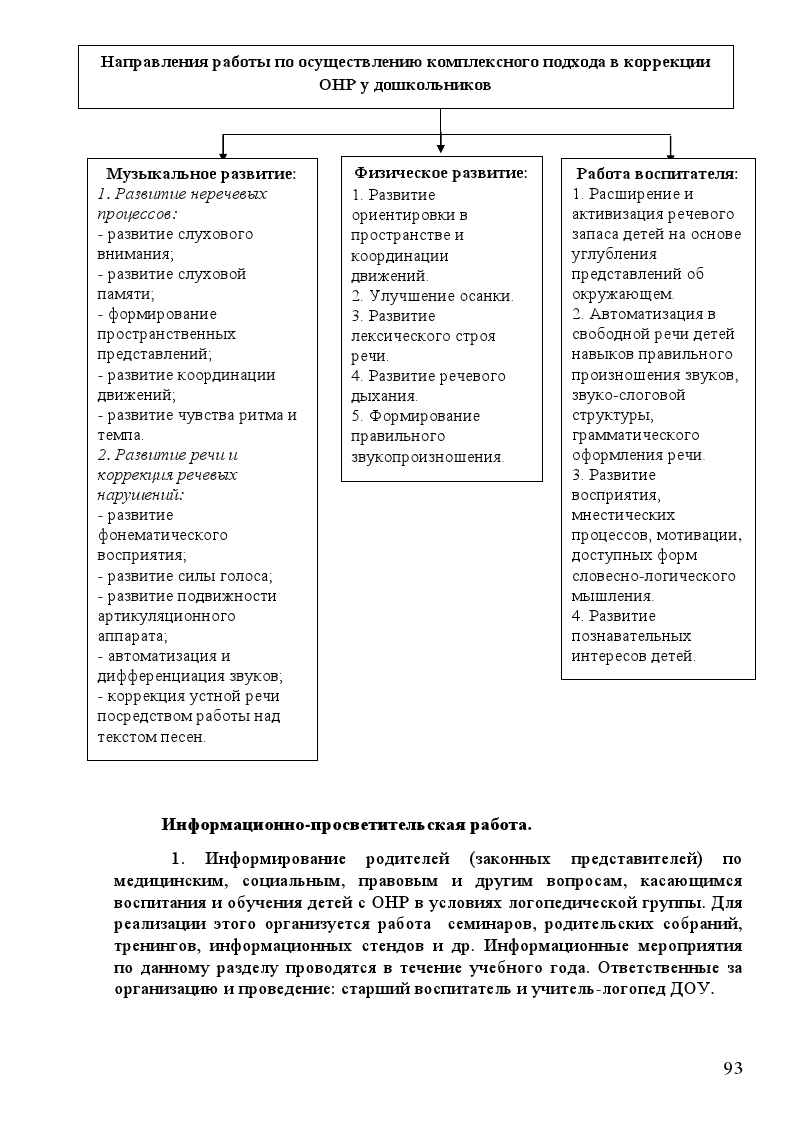 Направления работы по осуществлению комплексного подхода в коррекции
ОНР у дошкольников
Музыкальное развитие:
1. Развитие неречевых
процессов:
- развитие слухового
внимания;
- развитие слуховой
памяти;
- формирование
пространственных
представлений;
- развитие координации
движений;
- развитие чувства ритма и
темпа.
2. Развитие речи и
коррекция речевых
нарушений:
- развитие
фонематического
восприятия;
- развитие силы голоса;
- развитие подвижности
артикуляционного
аппарата;
- автоматизация и
дифференциация звуков;
- коррекция устной речи
посредством работы над
текстом песен.
Физическое развитие:
1. Развитие
ориентировки в
пространстве и
координации
движений.
2. Улучшение осанки.
3. Развитие
лексического строя
речи.
4. Развитие речевого
дыхания.
5. Формирование
правильного
звукопроизношения.
Работа воспитателя:
1. Расширение и
активизация речевого
запаса детей на основе
углубления
представлений об
окружающем.
2. Автоматизация в
свободной речи детей
навыков правильного
произношения звуков,
звуко-слоговой
структуры,
грамматического
оформления речи.
3. Развитие
восприятия,
мнестических
процессов, мотивации,
доступных форм
словесно-логического
мышления.
4. Развитие
познавательных
интересов детей.
Информационно-просветительская работа.
1. Информирование родителей (законных представителей) по
медицинским, социальным, правовым и другим вопросам, касающимся
воспитания и обучения детей с ОНР в условиях логопедической группы. Для
реализации этого организуется работа семинаров, родительских собраний,
тренингов, информационных стендов и др. Информационные мероприятия
по данному разделу проводятся в течение учебного года. Ответственные за
организацию и проведение: старший воспитатель и учитель-логопед ДОУ.
93